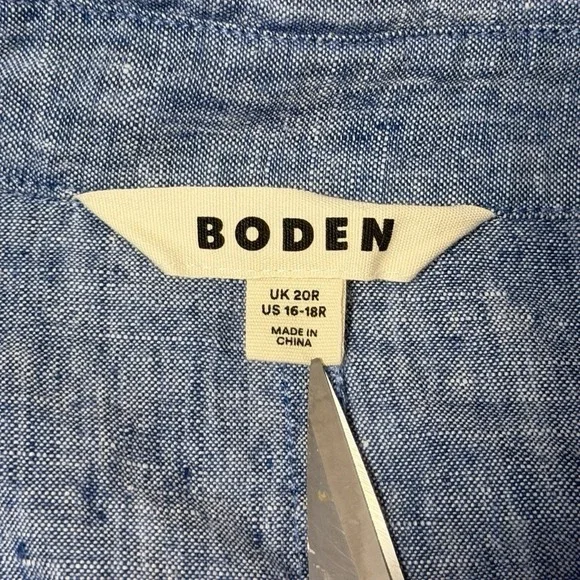 BODEN
UK 20R
US 16-18R
MADE IN
CHINA